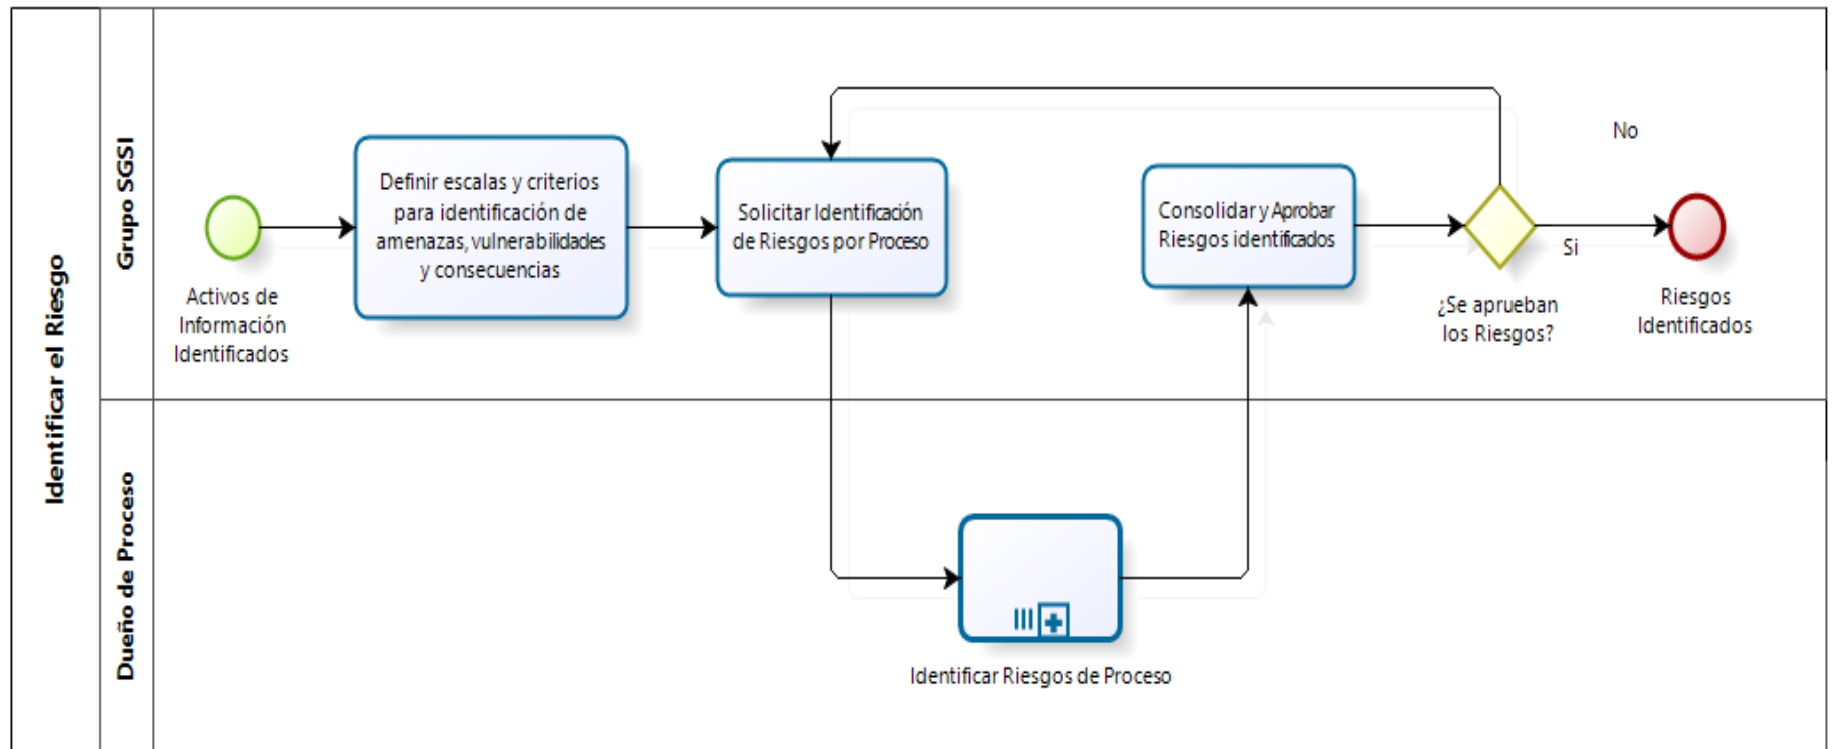 Identificar el Riesgo
Grupo SGSI
Activos de
Información
Identificados
Definir escalas y criterios
para identificación de
amenazas, vulnerabilidades
y consecuencias
Solicitar Identificación
de Riesgos por Proceso
Consolidar y Aprobar
Riesgos identificados
¿Se aprueban
los Riesgos?
No
Si
Riesgos
Identificados
Dueño de Proceso
Identificar Riesgos de Proceso